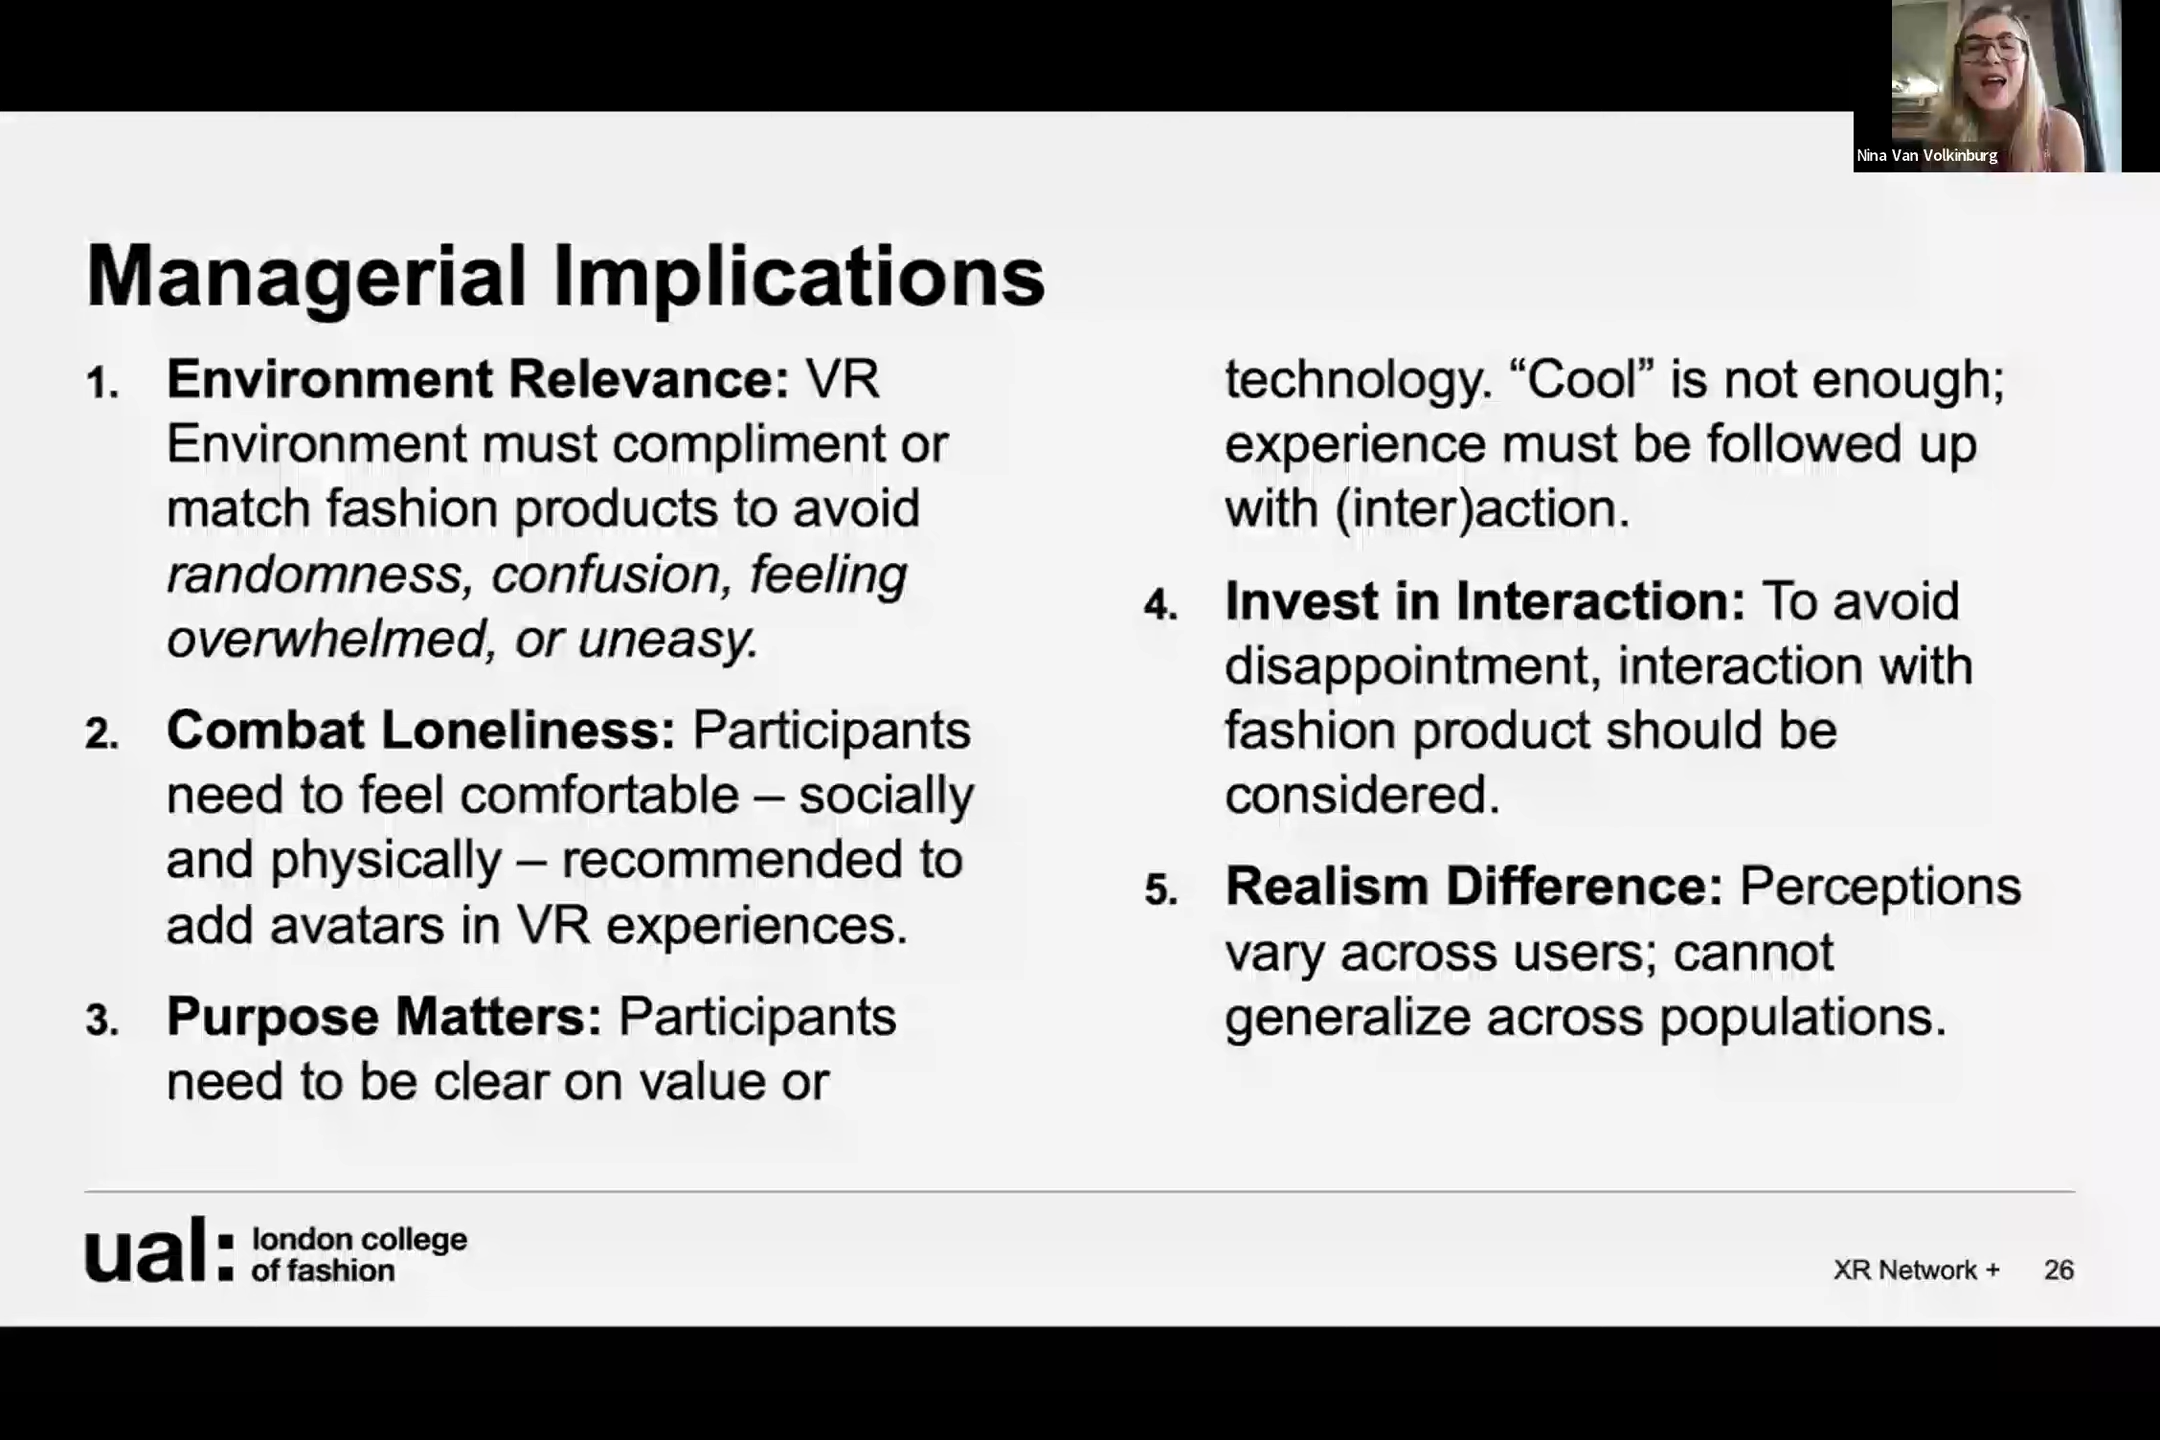 Nina Van Volkinburg
Managerial Implications
1. Environment Relevance: VR
Environment must compliment or
match fashion products to avoid
randomness, confusion, feeling
overwhelmed, or uneasy.
2. Combat Loneliness: Participants
need to feel comfortable – socially
and physically – recommended to
add avatars in VR experiences.
3. Purpose Matters: Participants
need to be clear on value or
technology. “Cool” is not enough;
experience must be followed up
with (inter)action.
4. Invest in Interaction: To avoid
disappointment, interaction with
fashion product should be
considered.
5. Realism Difference: Perceptions
vary across users; cannot
generalize across populations.
ual: london college
of fashion
XR Network + 26